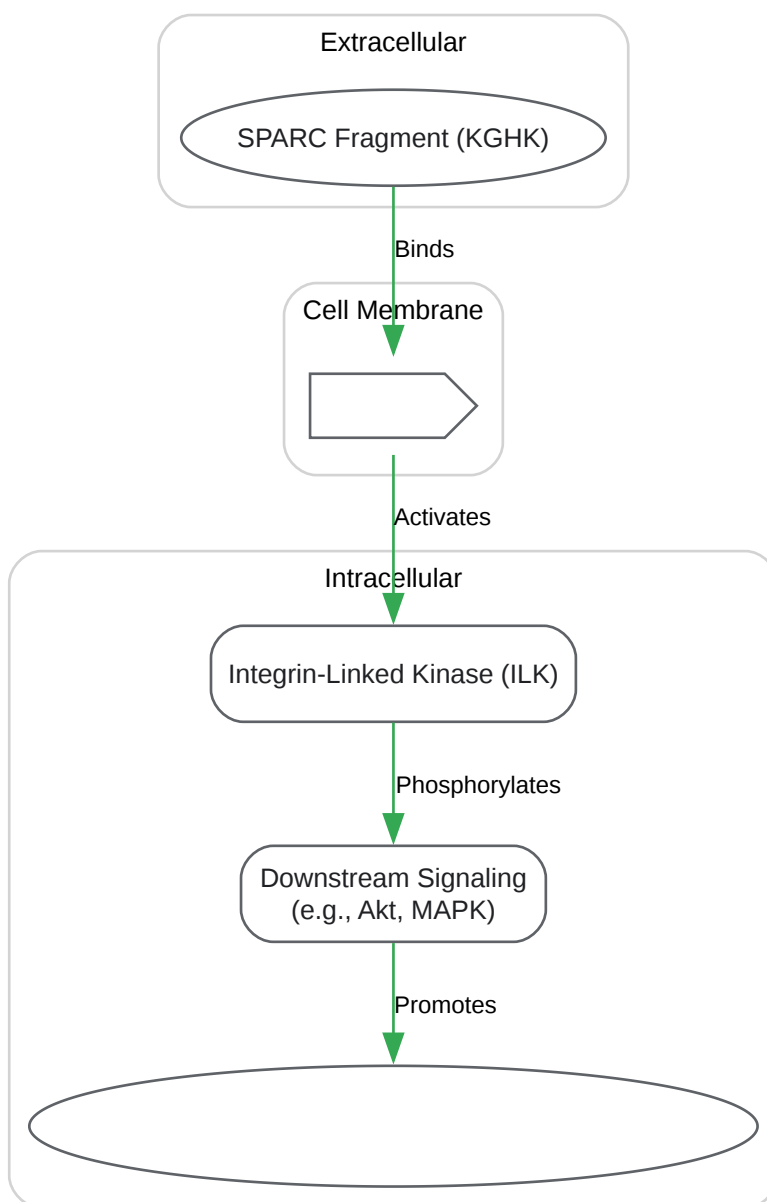 Extracellular
SPARC Fragment (KGHK)
Binds
Cell Membrane
Activates
Intracellular
Integrin-Linked Kinase (ILK)
Phosphorylates
Downstream Signaling
(e.g., Akt, MAPK)
Promotes